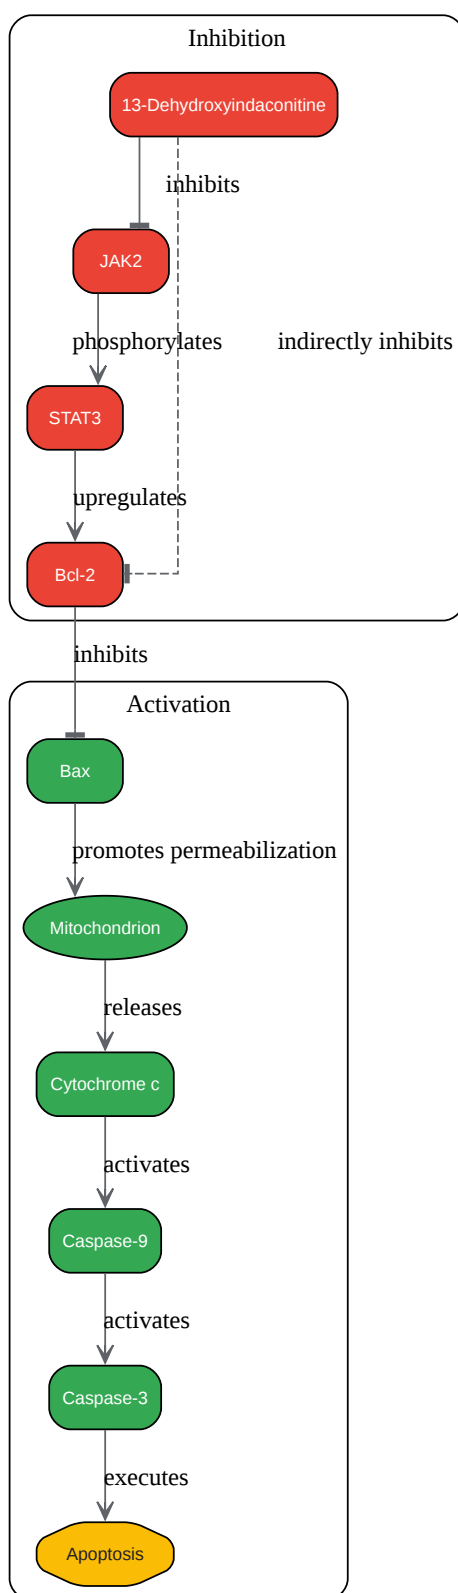 Inhibition
13-Dehydroxyindaconitine
inhibits
JAK2
phosphorylates
indirectly inhibits
STAT3
upregulates
Bcl-2
inhibits
Activation
Bax
promotes permeabilization
Mitochondrion
releases
Cytochrome c
activates
Caspase-9
activates
Caspase-3
executes
Apoptosis